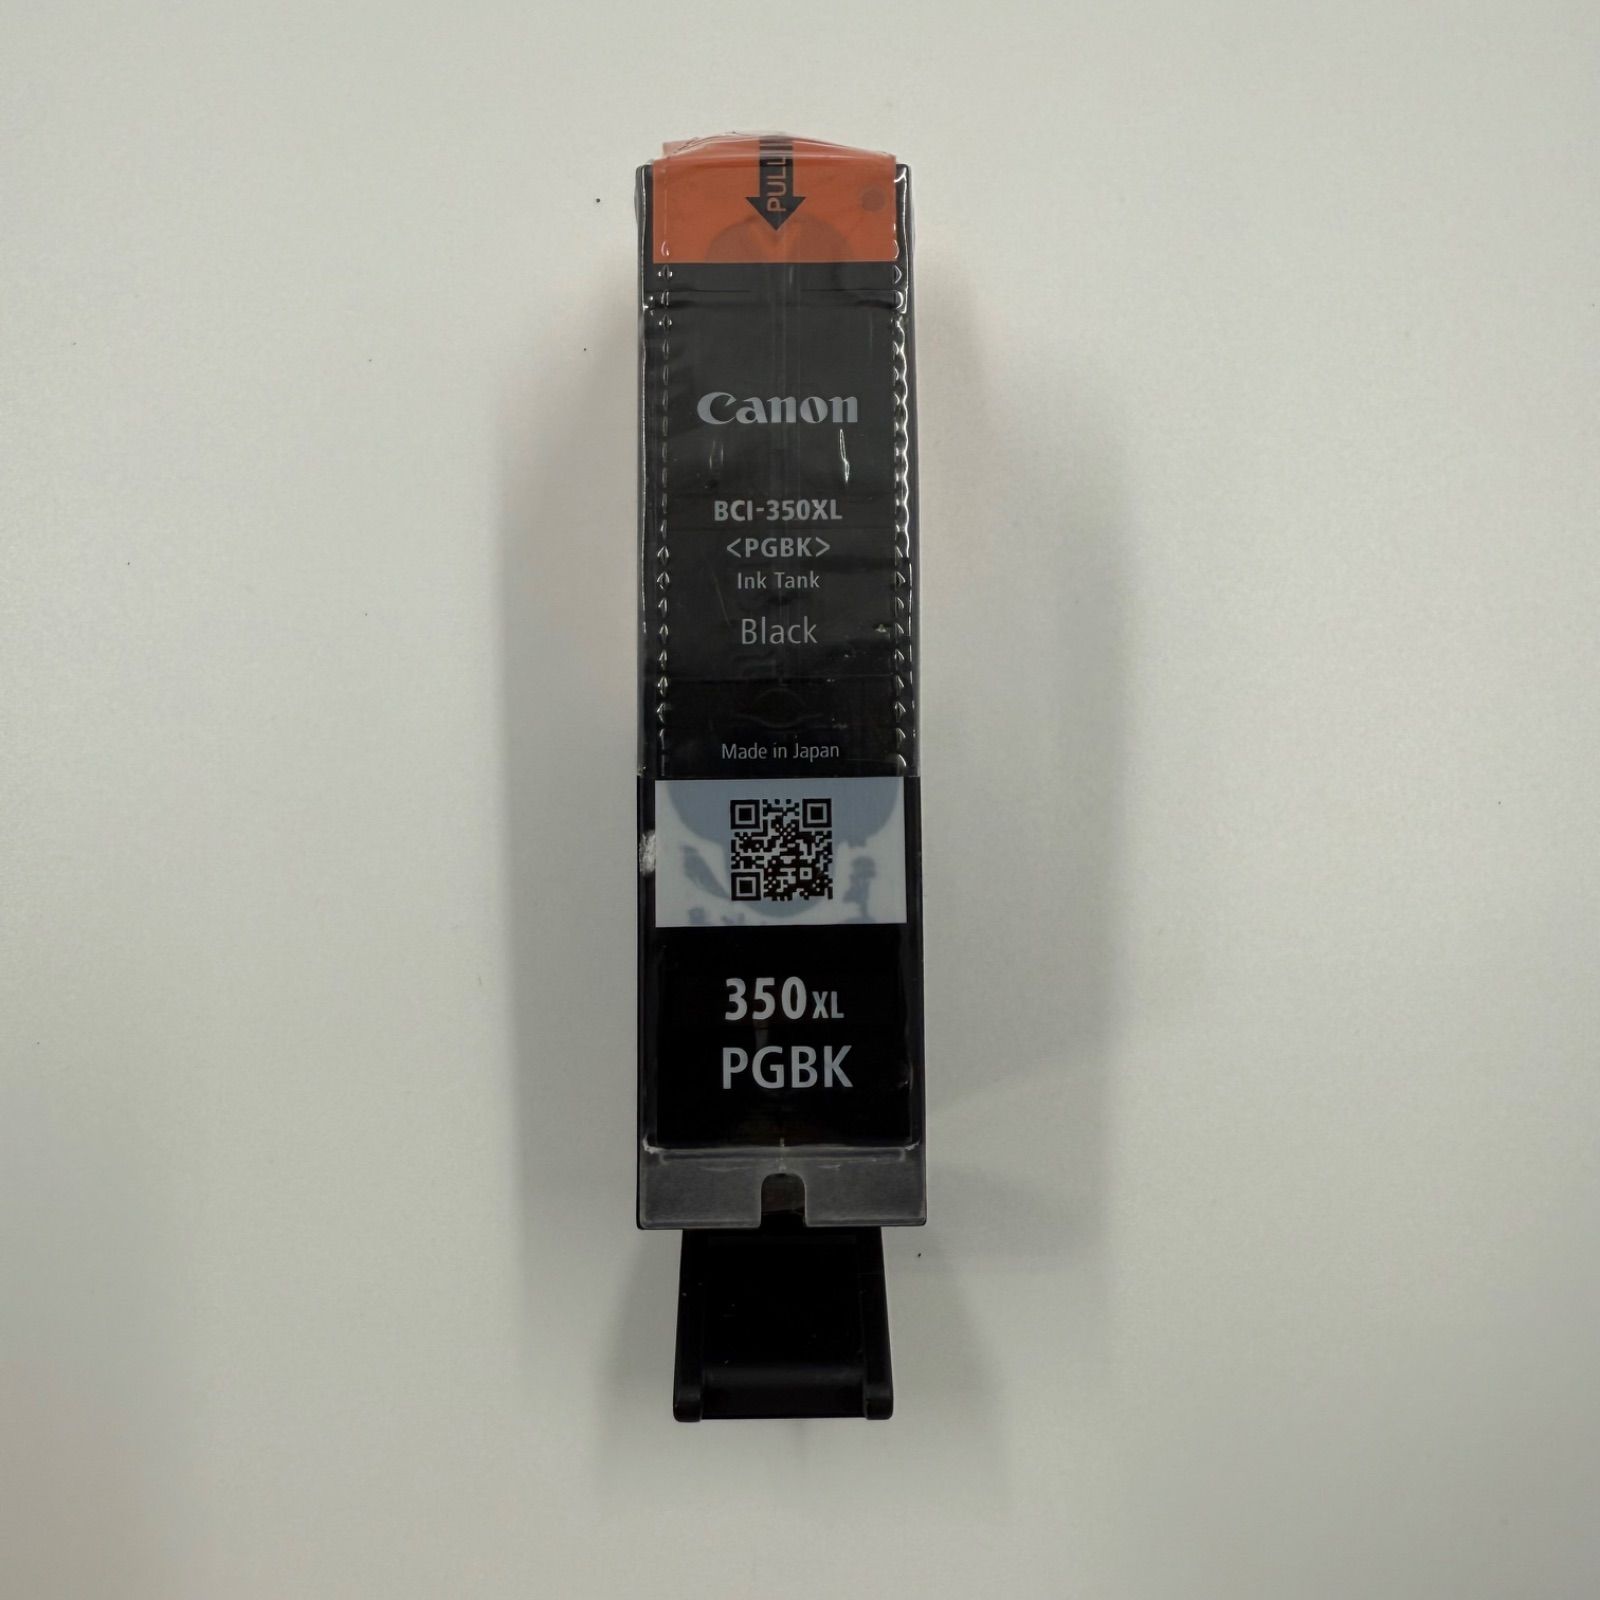 PULL
Canon
BCI-350XL
<PGBK>
Ink Tank
Black
Made in Japan
350XL
PGBK